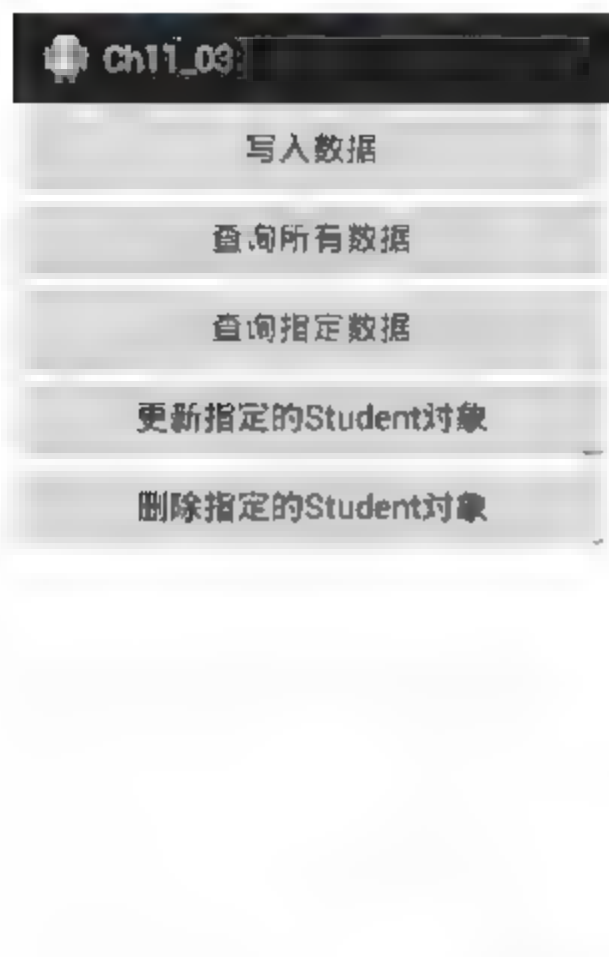 Ch11_03
写入数据
查询所有数据
查询指定数据
更新指定的Student对象
删除指定的Student对象